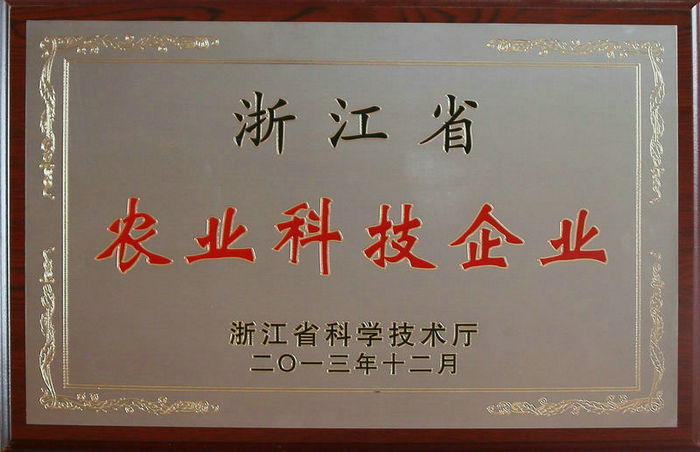 浙江省
农业科技企业
浙江省科学技术厅
二〇一三年十二月